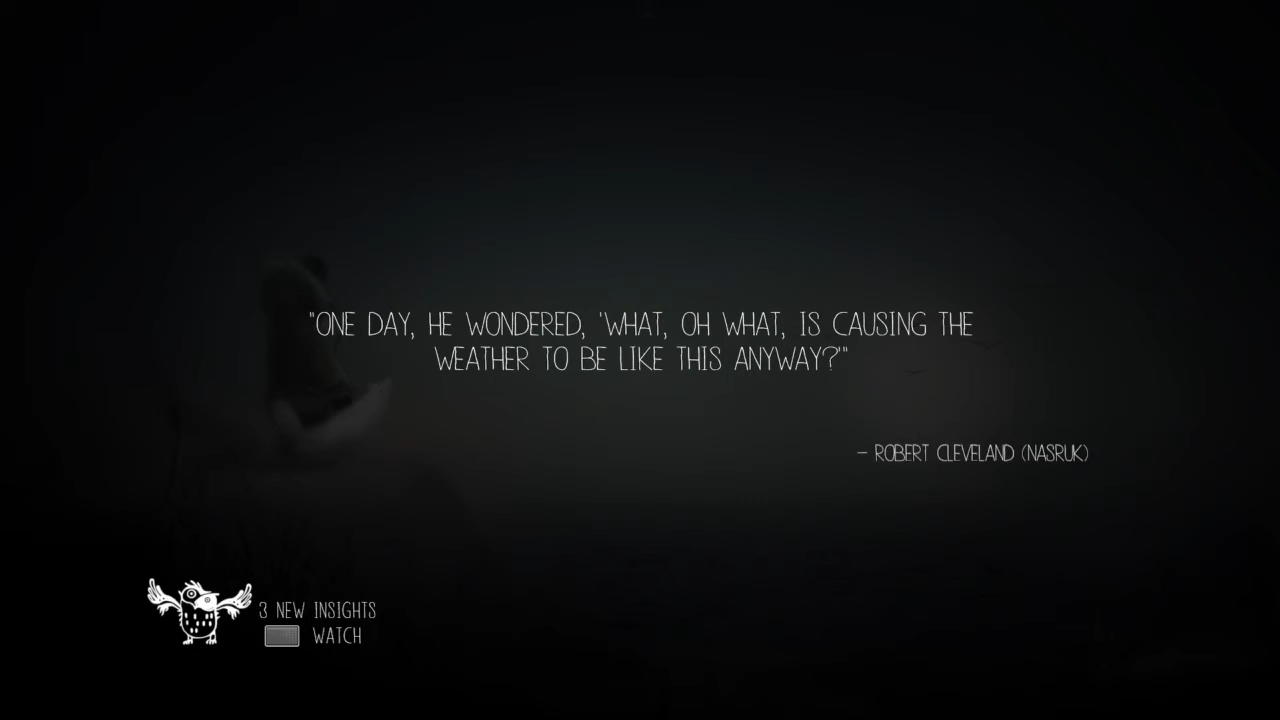 "ONE DAY, HE WONDERED, 'WHAT, OH WHAT, IS CAUSING THE
WEATHER TO BE LIKE THIS ANYWAY?'"
- ROBERT CLEVELAND (NASRUK)
3 NEW INSIGHTS
WATCH